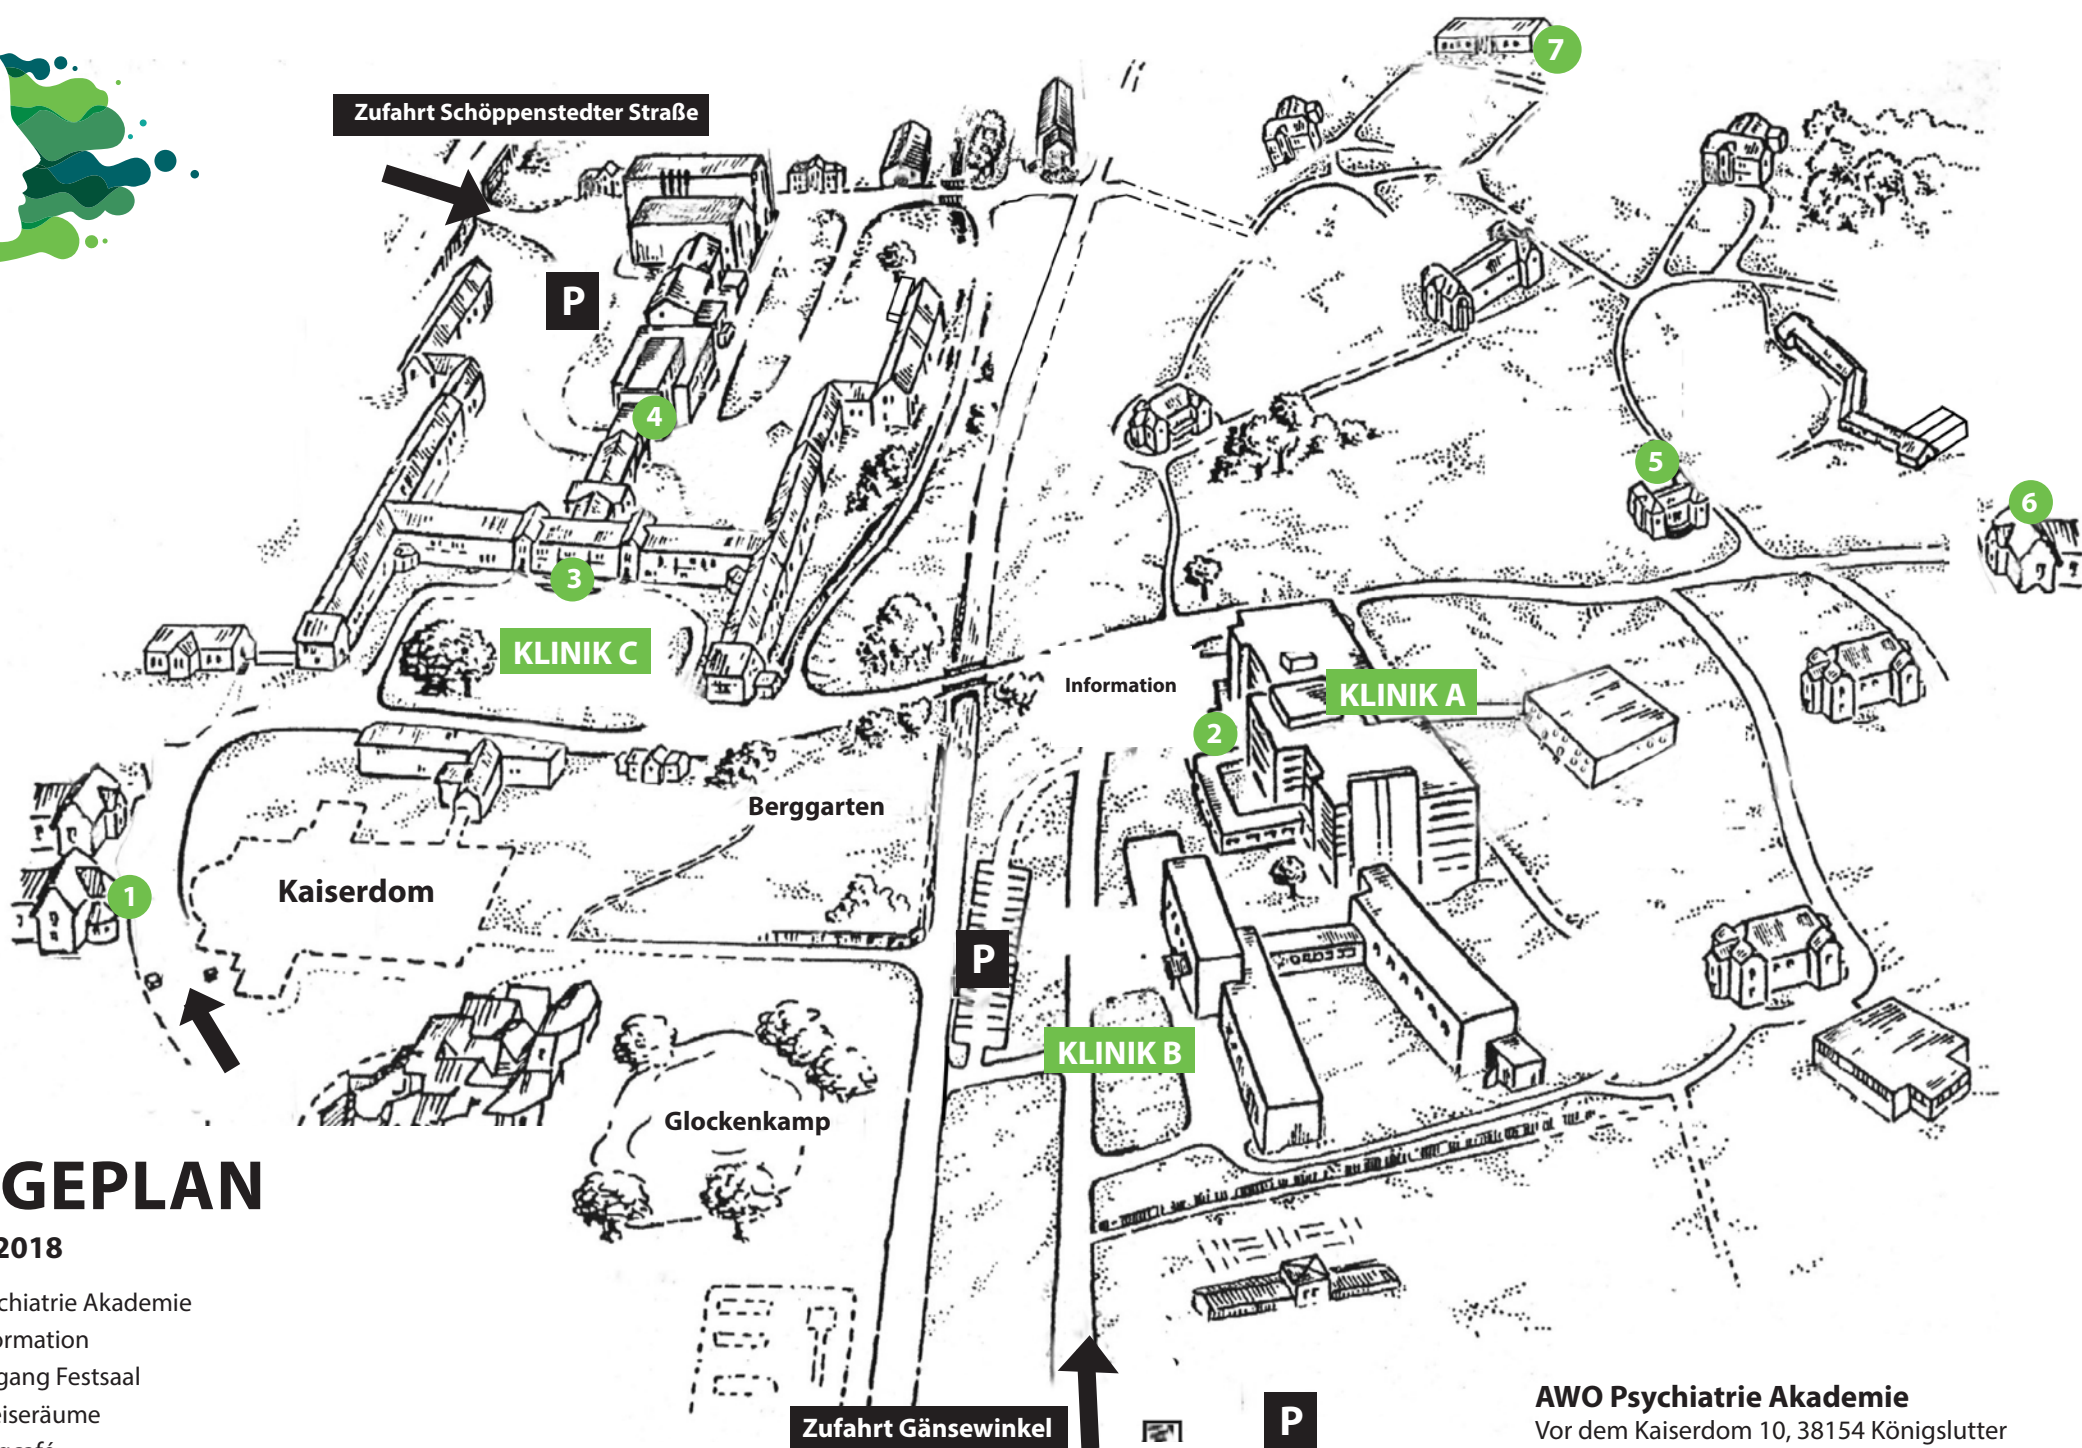 Zufahrt Schöppenstedter Straße
7
P
4
5
6
3
KLINIK C
Information
KLINIK A
2
Berggarten
Kaiserdom
1
P
KLINIK B
Glockenkamp
GEPLAN
2018
chiatrie Akademie
ormation
gang Festsaal
eiseräume
Zufahrt Gänsewinkel
P
AWO Psychiatrie Akademie
Vor dem Kaiserdom 10, 38154 Königslutter